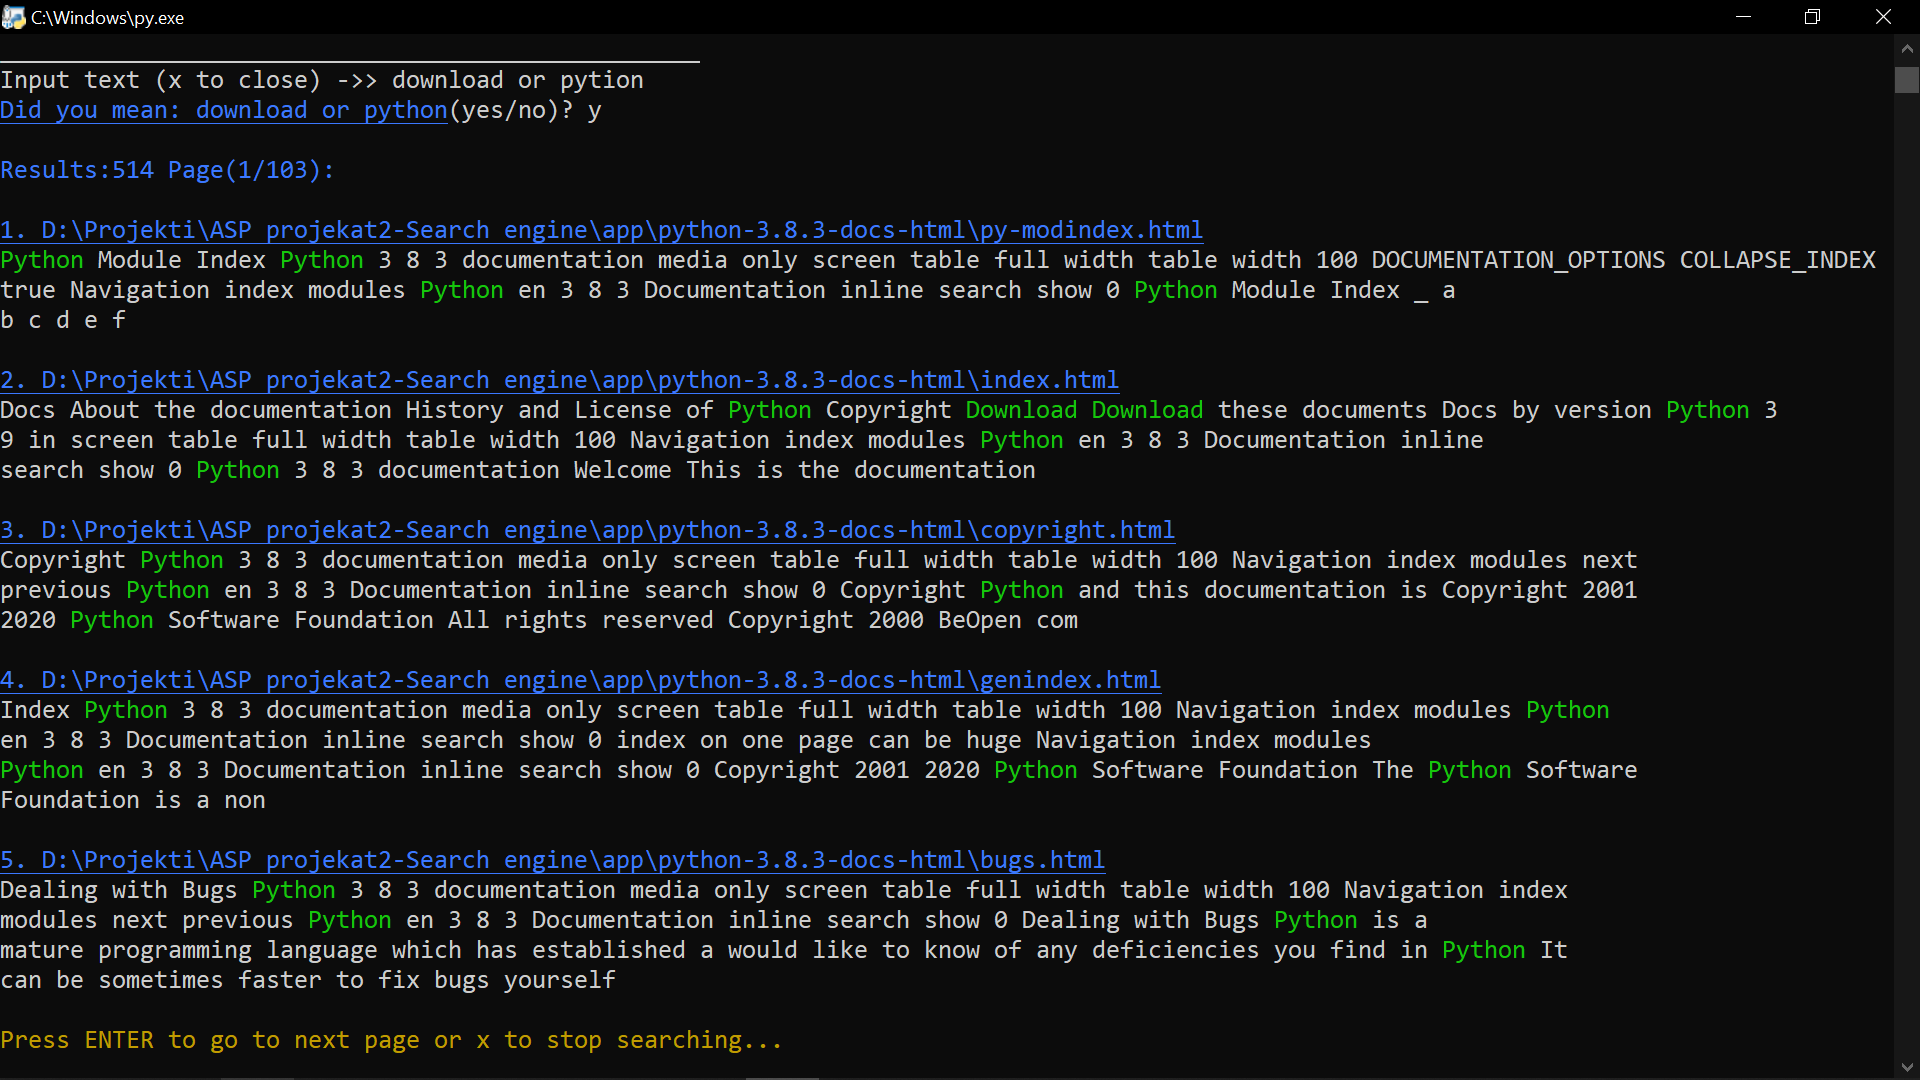 C:\Windows\py.exe
Input text (x to close) ->> download or pytion
Did you mean: download or python(yes/no)? y
Results:514 Page(1/103):
1. D:\Projekti\ASP projekat2-Search engine\app\python-3.8.3-docs-html\py-modindex.html
Python Module Index Python 3 8 3 documentation media only screen table full width table width 100 DOCUMENTATION_OPTIONS COLLAPSE_INDEX
true Navigation index modules Python en 3 8 3 Documentation inline search show 0 Python Module Index _ a
b c d e f
2. D:\Projekti\ASP projekat2-Search engine\app\python-3.8.3-docs-html\index.html
Docs About the documentation History and License of Python Copyright Download Download these documents Docs by version Python 3
9 in screen table full width table width 100 Navigation index modules Python en 3 8 3 Documentation inline
search show 0 Python 3 8 3 documentation Welcome This is the documentation
3. D:\Projekti\ASP projekat2-Search engine\app\python-3.8.3-docs-html\copyright.html
Copyright Python 3 8 3 documentation media only screen table full width table width 100 Navigation index modules next
previous Python en 3 8 3 Documentation inline search show 0 Copyright Python and this documentation is Copyright 2001
2020 Python Software Foundation All rights reserved Copyright 2000 BeOpen com
4. D:\Projekti\ASP projekat2-Search engine\app\python-3.8.3-docs-html\genindex.html
Index Python 3 8 3 documentation media only screen table full width table width 100 Navigation index modules Python
en 3 8 3 Documentation inline search show 0 index on one page can be huge Navigation index modules
Python en 3 8 3 Documentation inline search show 0 Copyright 2001 2020 Python Software Foundation The Python Software
Foundation is a non
5. D:\Projekti\ASP projekat2-Search engine\app\python-3.8.3-docs-html\bugs.html
Dealing with Bugs Python 3 8 3 documentation media only screen table full width table width 100 Navigation index
modules next previous Python en 3 8 3 Documentation inline search show 0 Dealing with Bugs Python is a
mature programming language which has established a would like to know of any deficiencies you find in Python It
can be sometimes faster to fix bugs yourself
Press ENTER to go to next page or x to stop searching...